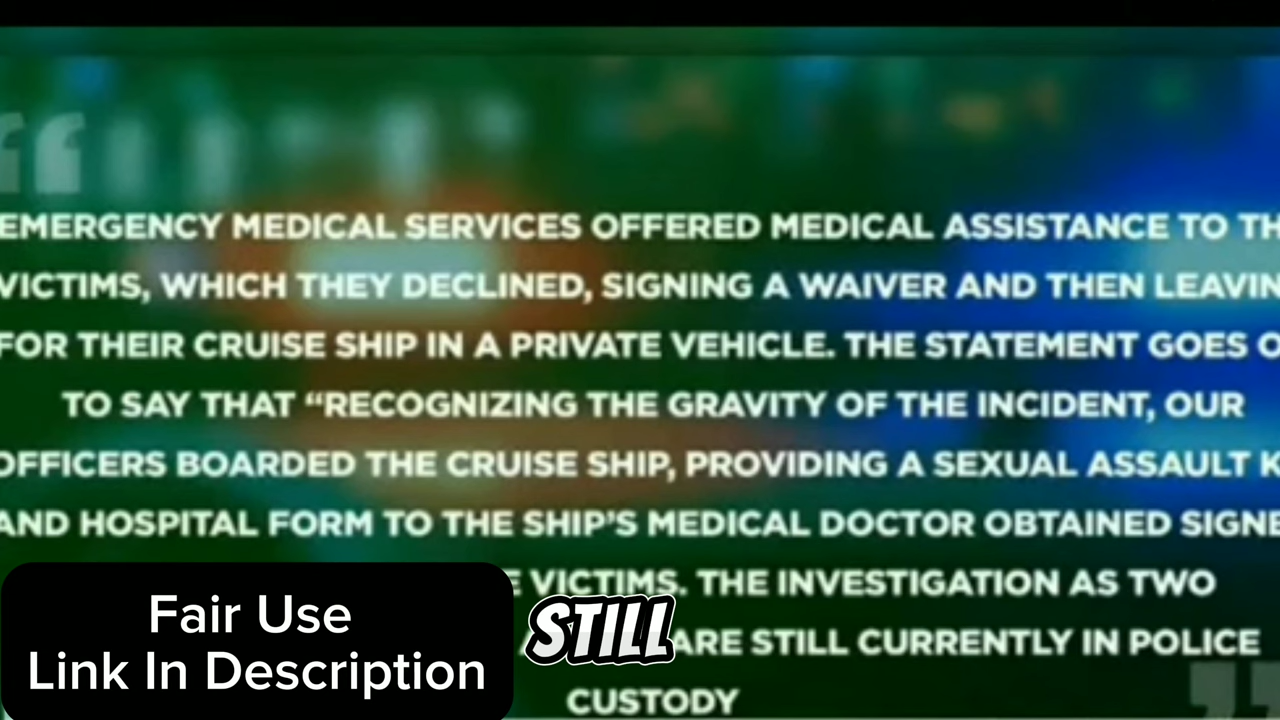 EMERGENCY MEDICAL SERVICES OFFERED MEDICAL ASSISTANCE TO TH
VICTIMS, WHICH THEY DECLINED, SIGNING A WAIVER AND THEN LEAVIN
FOR THEIR CRUISE SHIP IN A PRIVATE VEHICLE. THE STATEMENT GOES O
TO SAY THAT “RECOGNIZING THE GRAVITY OF THE INCIDENT, OUR
OFFICERS BOARDED THE CRUISE SHIP, PROVIDING A SEXUAL ASSAULT K
AND HOSPITAL FORM TO THE SHIP’S MEDICAL DOCTOR OBTAINED SIGNE
E VICTIMS. THE INVESTIGATION AS TWO
ARE STILL CURRENTLY IN POLICE
CUSTODY
Fair Use
Link In Description
STILL